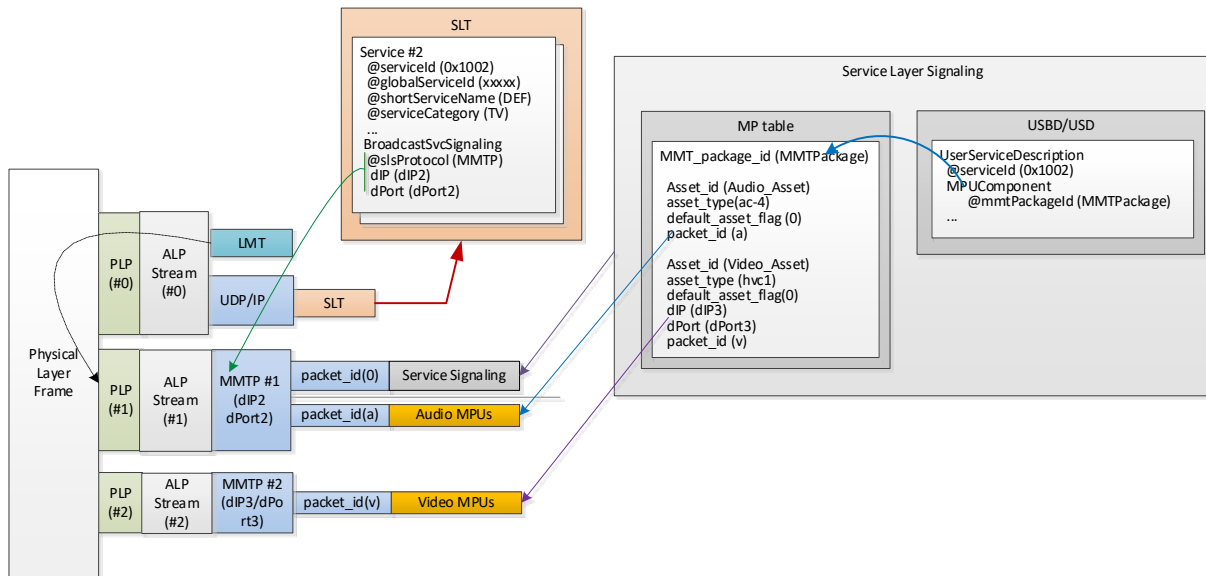 SLT
Service #2
@serviceId (0x1002)
@globalServiceId (xxxxx)
@shortServiceName (DEF)
@serviceCategory (TV)
...
BroadcastSvcSignaling
@slsProtocol (MMTP)
dIP (dIP2)
dPort (dPort2)
Service Layer Signaling
MP table
MMT_package_id (MMTPackage)
Asset_id (Audio_Asset)
asset_type(ac-4)
default_asset_flag (0)
packet_id (a)
Asset_id (Video_Asset)
asset_type (hvc1)
default_asset_flag(0)
dIP (dIP3)
dPort (dPort3)
packet_id (v)
USBD/USD
UserServiceDescription
@serviceId (0x1002)
MPUComponent
@mmtPackageId (MMTPackage)
...
Physical
Layer
Frame
PLP
(#0)
ALP
Stream
(#0)
LMT
UDP/IP
SLT
PLP
(#1)
ALP
Stream
(#1)
MMTP #1
(dIP2
dPort2)
packet_id(0)
Service Signaling
packet_id(a)
Audio MPUs
PLP
(#2)
ALP
Stream
(#2)
MMTP #2
(dIP3/dPo
rt3)
packet_id(v)
Video MPUs